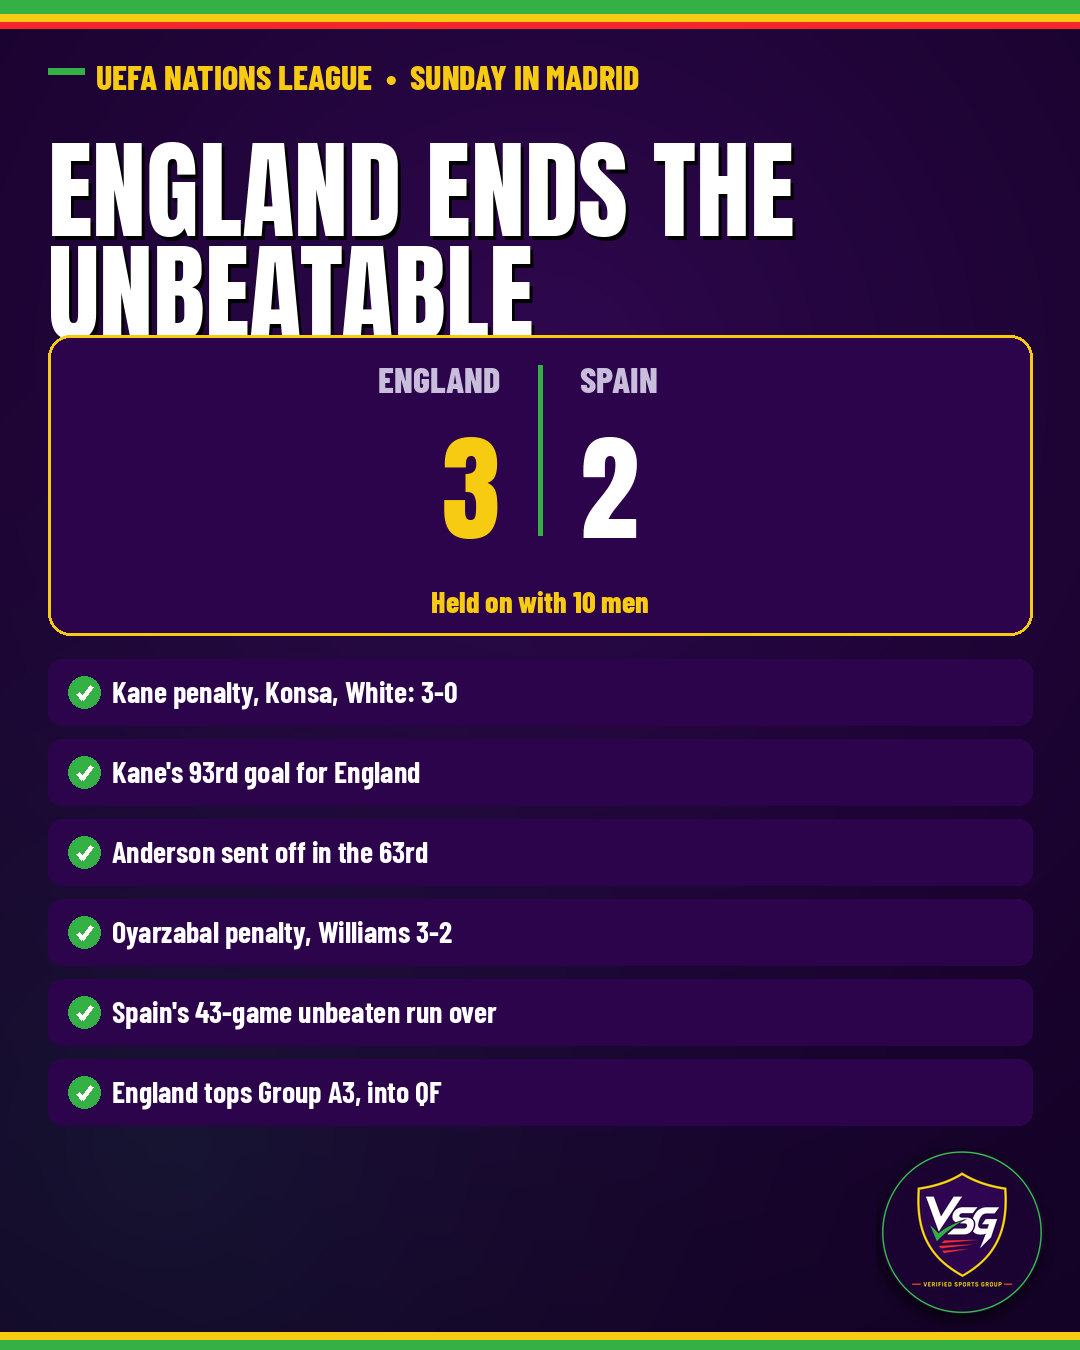 UEFA NATIONS LEAGUE • SUNDAY IN MADRID
ENGLAND ENDS THE
UNBEATABLE
ENGLAND
SPAIN
3
2
Held on with 10 men
Kane penalty, Konsa, White: 3-0
Kane's 93rd goal for England
Anderson sent off in the 63rd
Oyarzabal penalty, Williams 3-2
Spain's 43-game unbeaten run over
England tops Group A3, into QF
VSG
VERIFIED SPORTS GROUP